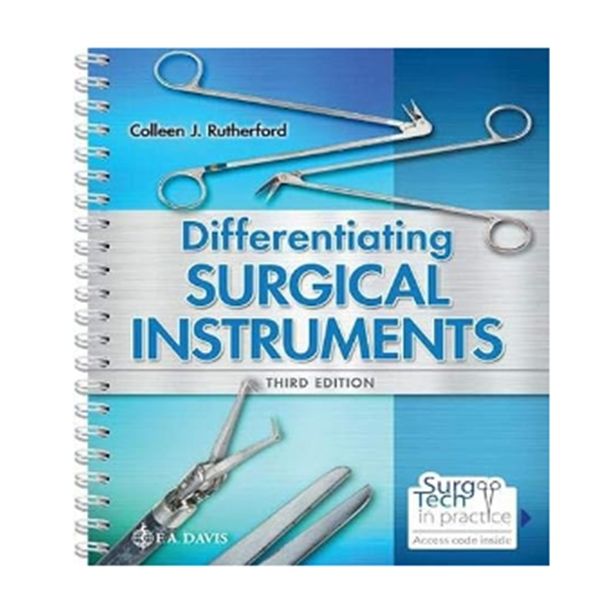 Colleen J. Rutherford
Differentiating
SURGICAL
INSTRUMENTS
THIRD EDITION
Surg
Tech
in practice
Access code inside
F.A. DAVIS